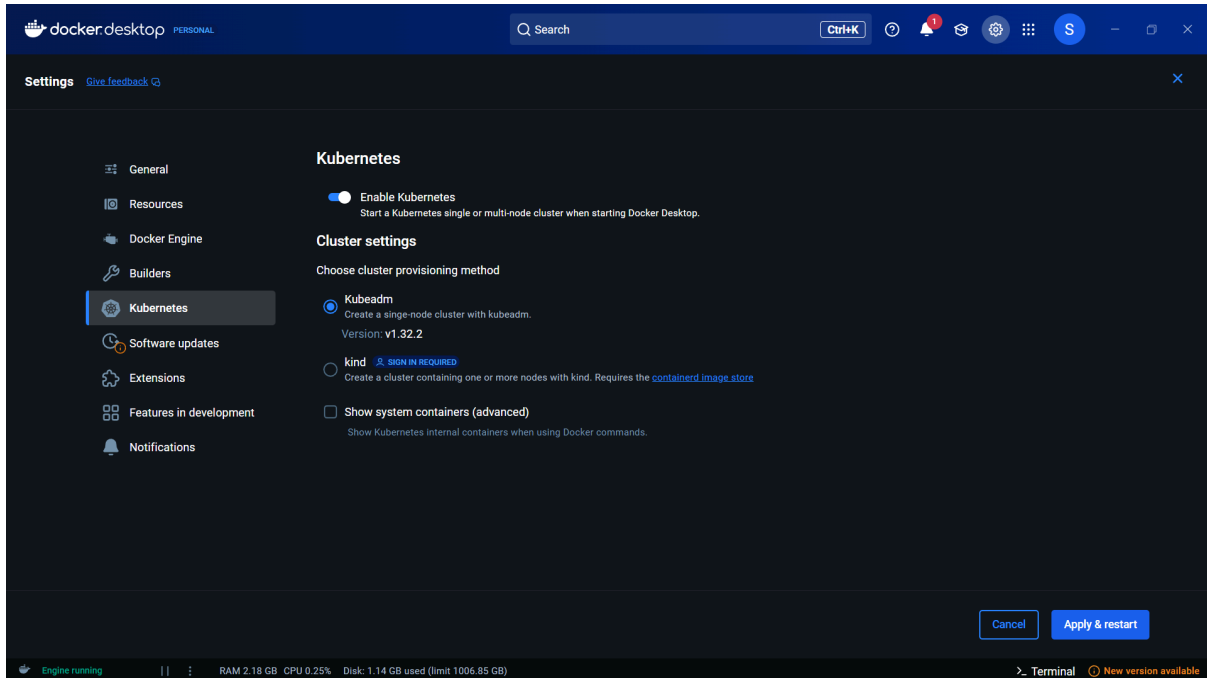 docker.desktop PERSONAL
Search
Ctrl+K
1
S
Settings Give feedback
General
Resources
Docker Engine
Builders
Kubernetes
Software updates
Extensions
Features in development
Notifications
Kubernetes
Enable Kubernetes
Start a Kubernetes single or multi-node cluster when starting Docker Desktop.
Cluster settings
Choose cluster provisioning method
Kubeadm
Create a singe-node cluster with kubeadm.
Version: v1.32.2
kind SIGN IN REQUIRED
Create a cluster containing one or more nodes with kind. Requires the containerd image store
Show system containers (advanced)
Show Kubernetes internal containers when using Docker commands.
Cancel
Apply & restart
Engine running
RAM 2.18 GB CPU 0.25% Disk: 1.14 GB used (limit 1006.85 GB)
>_ Terminal
New version available